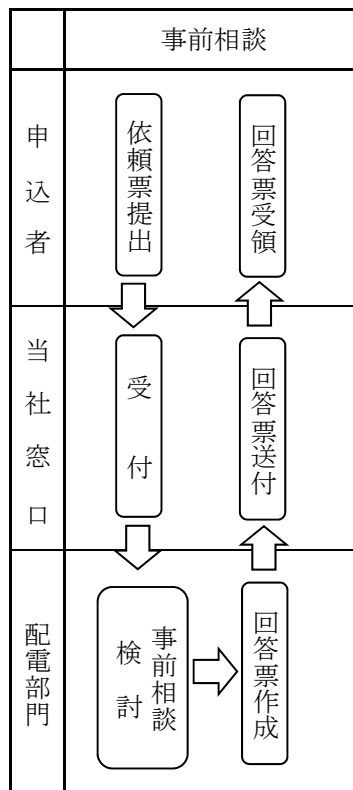 事前相談
申込者
依頼票提出
回答票受領
当社窓口
受付
回答票送付
配電部門
事前相談
検討
回答票作成